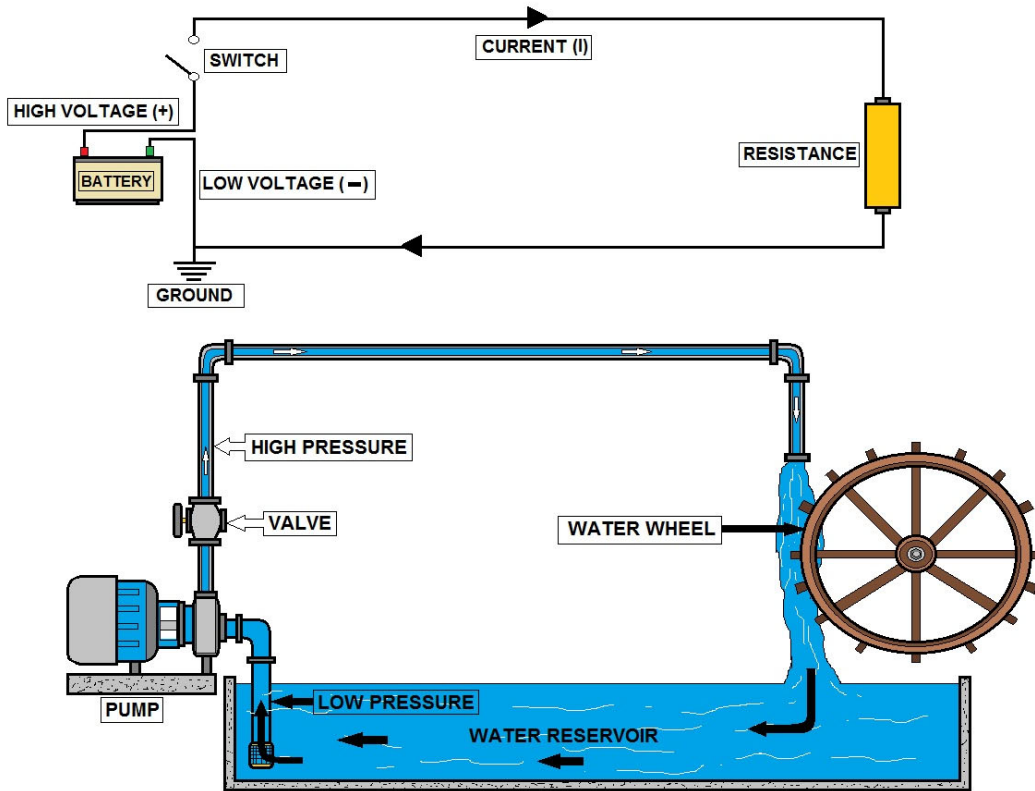 CURRENT (I)
SWITCH
HIGH VOLTAGE (+)
RESISTANCE
BATTERY
LOW VOLTAGE (−)
GROUND
HIGH PRESSURE
VALVE
WATER WHEEL
LOW PRESSURE
PUMP
WATER RESERVOIR